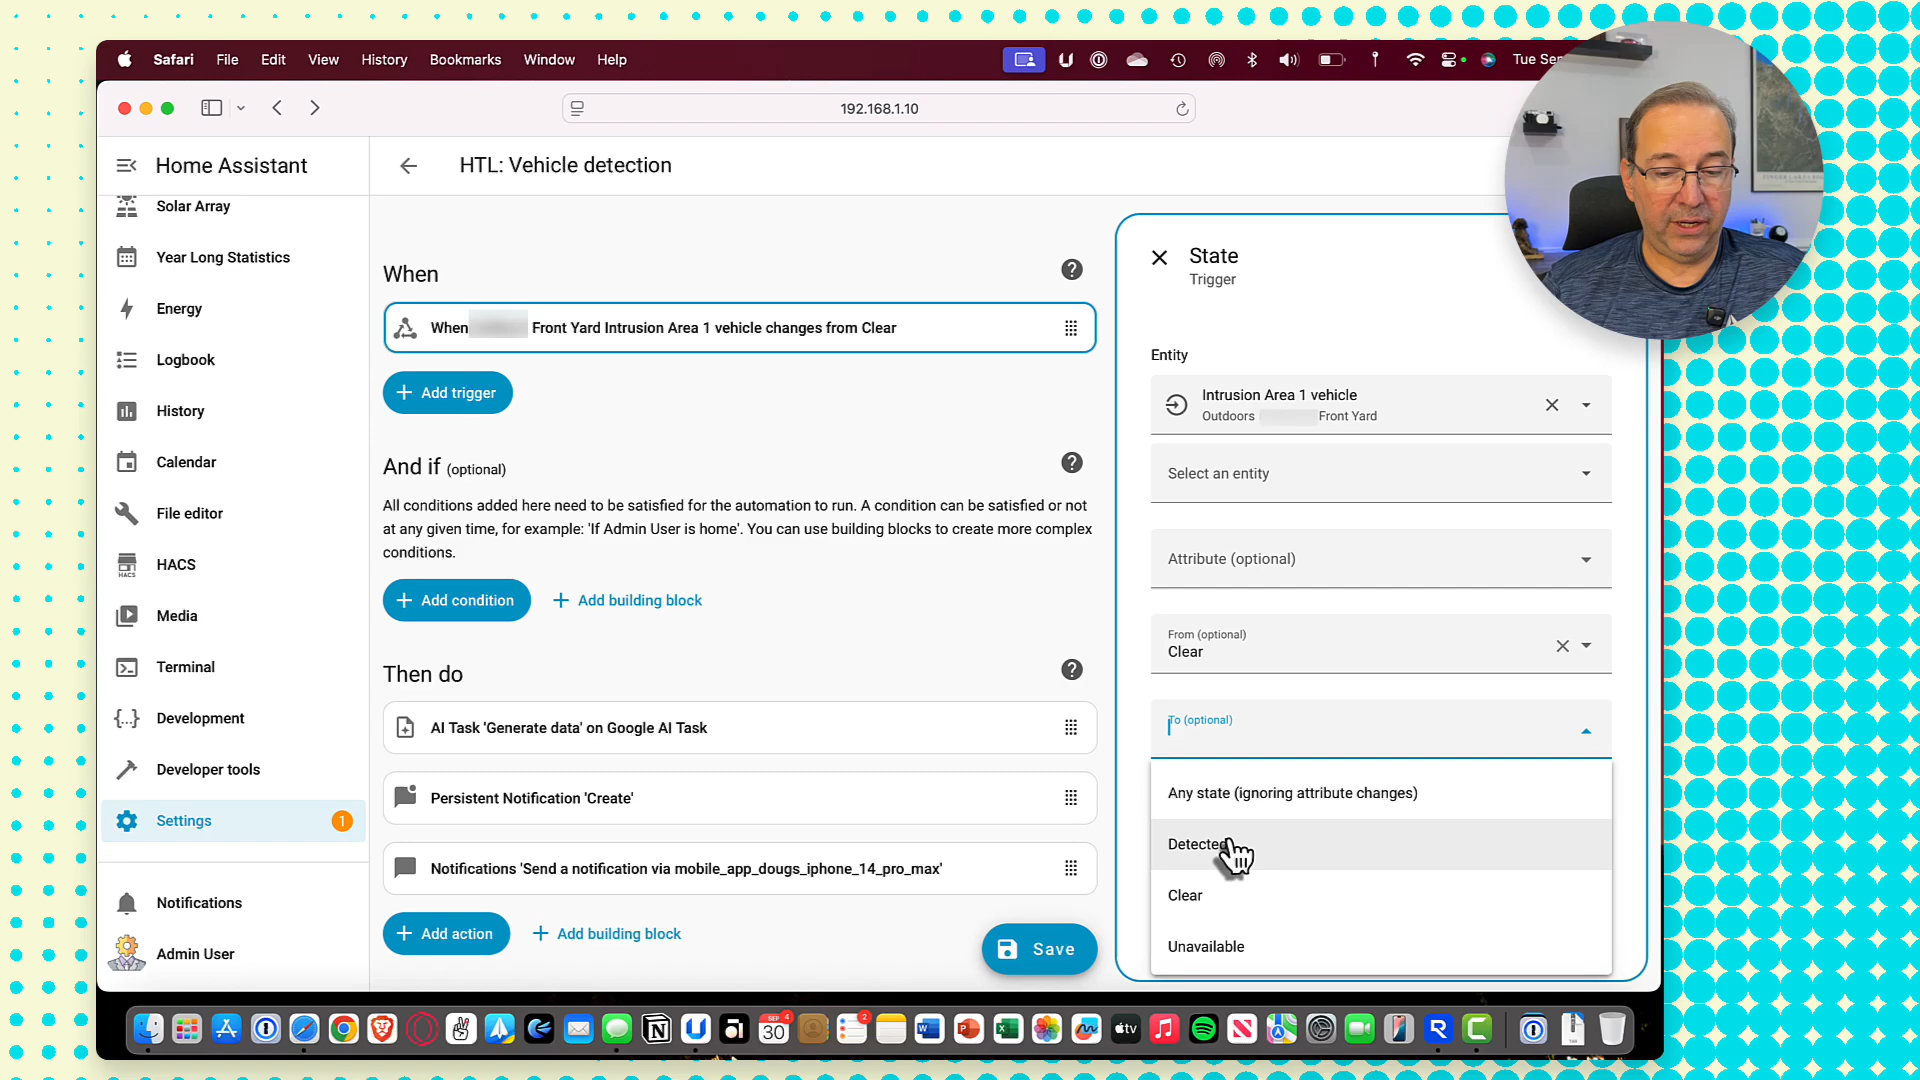 Safari File Edit View History Bookmarks Window Help
Tue Sep
192.168.1.10
Home Assistant
HTL: Vehicle detection
Solar Array
Year Long Statistics
Energy
Logbook
History
Calendar
File editor
HACS
HACS
Media
Terminal
Development
Developer tools
Settings 1
Notifications
Admin User
When
When Front Yard Intrusion Area 1 vehicle changes from Clear
Add trigger
And if (optional)
All conditions added here need to be satisfied for the automation to run. A condition can be satisfied or not
at any given time, for example: 'If Admin User is home'. You can use building blocks to create more complex
conditions.
Add condition
Add building block
Then do
AI Task 'Generate data' on Google AI Task
Persistent Notification 'Create'
Notifications 'Send a notification via mobile_app_dougs_iphone_14_pro_max'
Add action
Add building block
Save
State
Trigger
Entity
Intrusion Area 1 vehicle
Outdoors Front Yard
Select an entity
Attribute (optional)
From (optional)
Clear
To (optional)
Any state (ignoring attribute changes)
Detected
Clear
Unavailable
SEP 4
30
2
tv